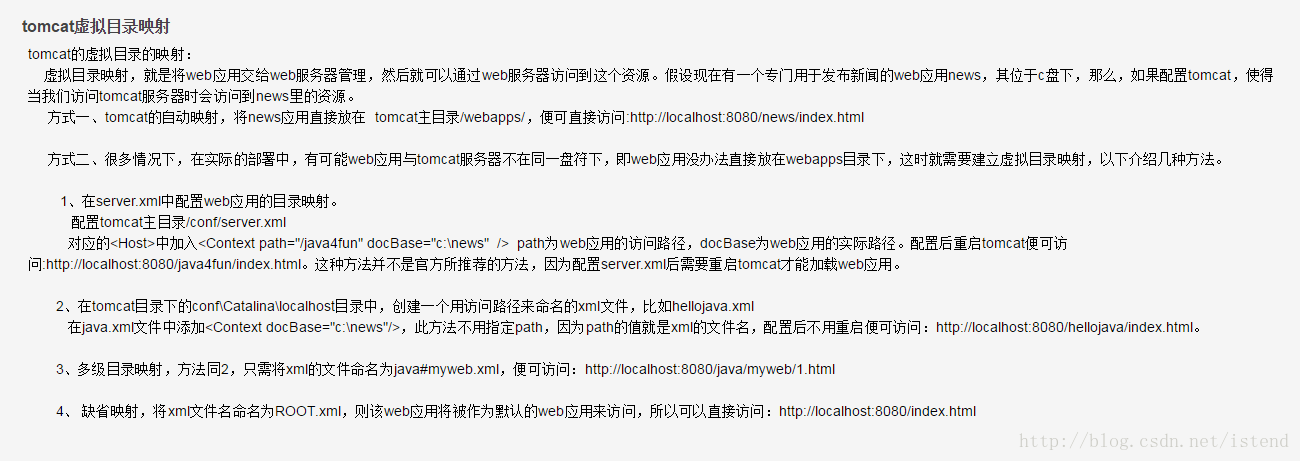 tomcat虚拟目录映射
tomcat的虚拟目录的映射：
虚拟目录映射，就是将web应用交给web服务器管理，然后就可以通过web服务器访问到这个资源。假设现在有一个专门用于发布新闻的web应用news，其位于c盘下，那么，如果配置tomcat，使得
当我们访问tomcat服务器时会访问到news里的资源。
方式一、tomcat的自动映射，将news应用直接放在 tomcat主目录/webapps/，便可直接访问:http://localhost:8080/news/index.html
方式二、很多情况下，在实际的部署中，有可能web应用与tomcat服务器不在同一盘符下，即web应用没办法直接放在webapps目录下，这时就需要建立虚拟目录映射，以下介绍几种方法。
1、在server.xml中配置web应用的目录映射。
配置tomcat主目录/conf/server.xml
对应的<Host>中加入<Context path="/java4fun" docBase="c:\news" /> path为web应用的访问路径，docBase为web应用的实际路径。配置后重启tomcat便可访
问:http://localhost:8080/java4fun/index.html。这种方法并不是官方所推荐的方法，因为配置server.xml后需要重启tomcat才能加载web应用。
2、在tomcat目录下的conf\Catalina\localhost目录中，创建一个用访问路径来命名的xml文件，比如hellojava.xml
在java.xml文件中添加<Context docBase="c:\news"/>，此方法不用指定path，因为path的值就是xml的文件名，配置后不用重启便可访问：http://localhost:8080/hellojava/index.html。
3、多级目录映射，方法同2，只需将xml的文件命名为java#myweb.xml，便可访问：http://localhost:8080/java/myweb/1.html
4、 缺省映射，将xml文件名命名为ROOT.xml，则该web应用将被作为默认的web应用来访问，所以可以直接访问：http://localhost:8080/index.html
http://blog.csdn.net/istend